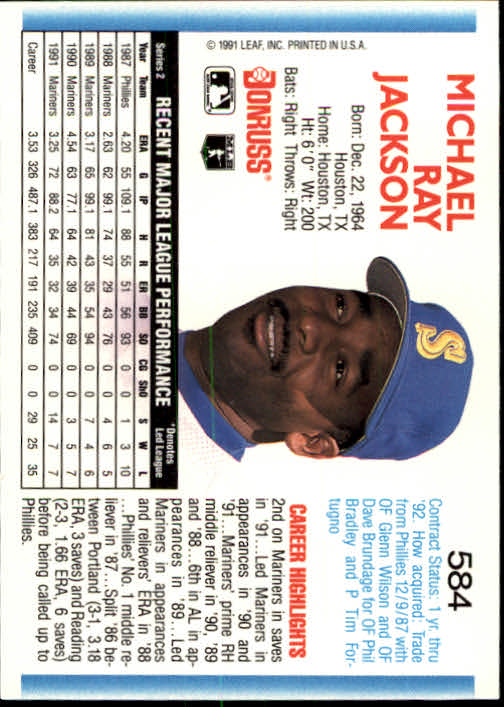 584
MICHAEL
RAY
JACKSON
Born: Dec. 22, 1964
Houston, TX
Home: Houston, TX
Ht: 6' 0" Wt: 200
Bats: Right Throws: Right
DONRUSS
MLBPA
© 1991 LEAF, INC. PRINTED IN U.S.A.
S
Contract Status: 1 yr. thru
'92. How acquired: Trade
from Phillies 12/9/87 with
OF Glenn Wilson and OF
Dave Brundage for OF Phil
Bradley and P Tim For-
tugno
CAREER HIGHLIGHTS
2nd on Mariners in saves
in '91...Led Mariners in
appearances in '90 and
'91...Mariners' prime RH
middle reliever in '90, '89
and '88...6th in AL in ap-
pearances in '89...Led
Mariners in appearances
and relievers' ERA in '88
...Phillies' No. 1 middle re-
liever in '87...Split '86 be-
tween Portland (3-1, 3.18
ERA, 3 saves) and Reading
(2-3, 1.66 ERA, 6 saves)
before being called up to
Phillies.
Series 2 RECENT MAJOR LEAGUE PERFORMANCE *Denotes Led League
Year Team ERA G IP H R ER BB SO CG ShO S W L
1987 Phillies 4.20 55 109.1 88 55 51 56 93 0 0 1 3 10
1988 Mariners 2.63 62 99.1 74 37 29 43 76 0 0 4 6 5
1989 Mariners 3.17 65 99.1 81 43 35 54 94 0 0 7 4 6
1990 Mariners 4.54 63 77.1 64 42 39 44 69 0 0 3 5 7
1991 Mariners 3.25 72 88.2 64 35 32 34 74 0 0 14 7 7
Career 3.53 326 487.1 383 217 191 235 409 0 0 29 25 35